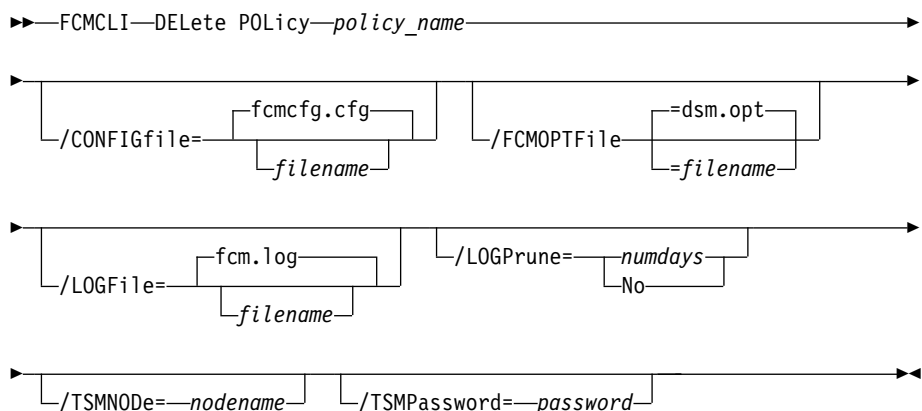 FCMCLI DELete POLicy policy_name
fcmcfg.cfg =dsm.opt
/CONFIGfile= /FCMOPTFile
filename =filename
fcm.log /LOGPrune= numdays
/LOGFile= No
filename
/TSMNODe= nodename /TSMPassword= password